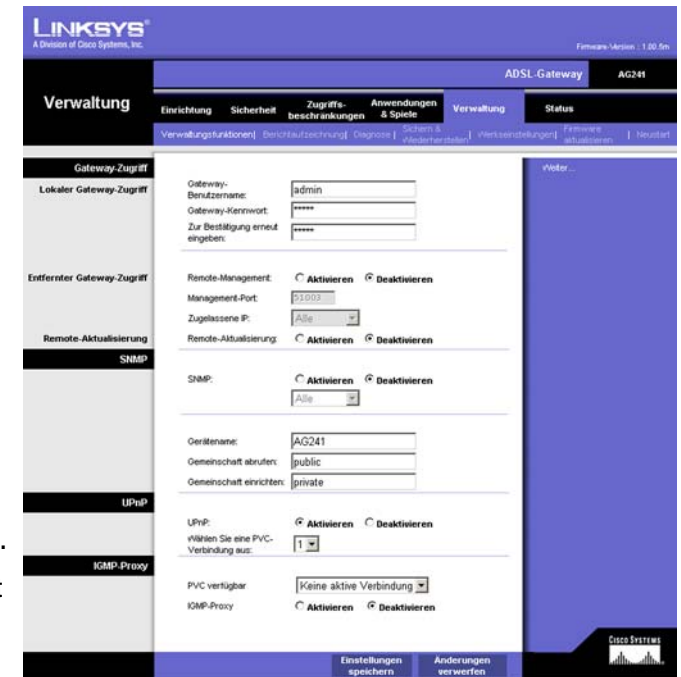 LINKSYS®
A Division of Cisco Systems, Inc.
Firmware-Version : 1.00.5m
ADSL-Gateway AG241
Verwaltung
Einrichtung Sicherheit Zugriffs-beschränkungen Anwendungen & Spiele Verwaltung Status
Verwaltungsfunktionen| Berichtaufzeichnung| Diagnose | Sichern & Wiederherstellen| Werkseinstellungen| Firmware aktualisieren | Neustart
Gateway-Zugriff
Weiter...
Lokaler Gateway-Zugriff
Gateway-
Benutzername: admin
Gateway-Kennwort: *****
Zur Bestätigung erneut
eingeben: *****
Entfernter Gateway-Zugriff
Remote-Management: Aktivieren Deaktivieren
Management-Port: 51003
Zugelassene IP: Alle
Remote-Aktualisierung
Remote-Aktualisierung: Aktivieren Deaktivieren
SNMP
SNMP: Aktivieren Deaktivieren
Alle
Gerätename: AG241
Gemeinschaft abrufen: public
Gemeinschaft einrichten: private
UPnP
UPnP: Aktivieren Deaktivieren
Wählen Sie eine PVC-
Verbindung aus: 1
.
IGMP-Proxy
PVC verfügbar Keine aktive Verbindung
IGMP-Proxy Aktivieren Deaktivieren
CISCO SYSTEMS
Einstellungen
speichern
Änderungen
verwerfen